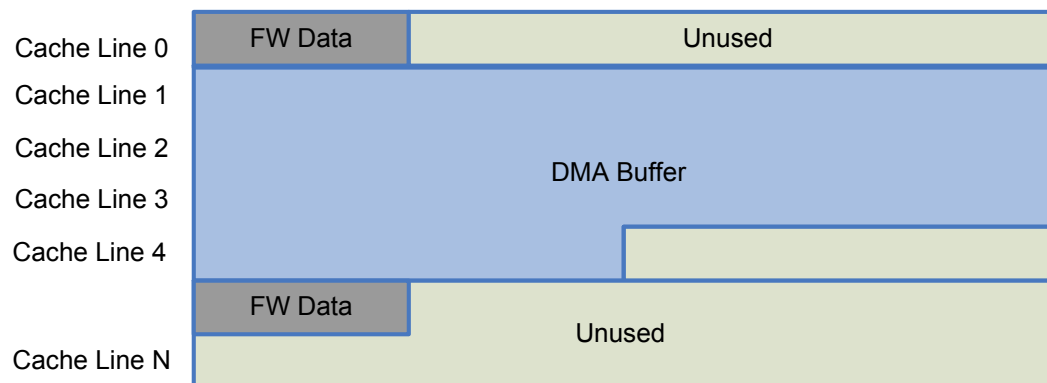 Cache Line 0
FW Data
Unused
Cache Line 1
Cache Line 2
DMA Buffer
Cache Line 3
Cache Line 4
FW Data
Unused
Cache Line N